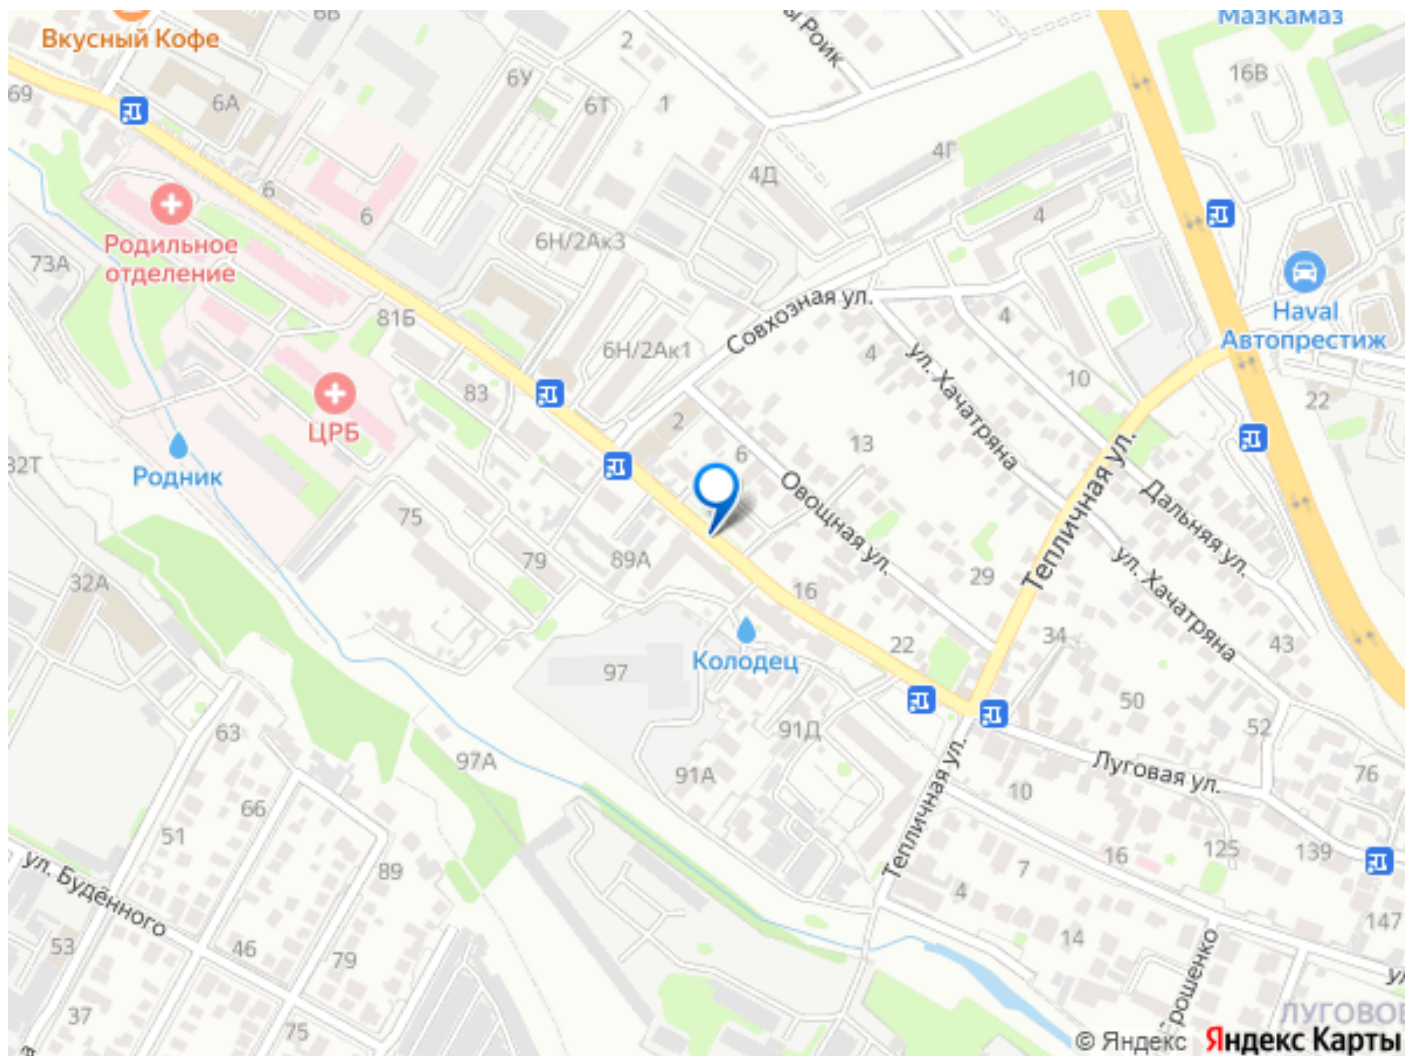 МазКамаз
Вкусный Кофе
ы Роик
6В
2
6У
16В
69
6А
6Т
1
4Г
4Д
6
6
4
Родильное
отделение
6Н/2Ак3
73А
81Б
Совхозная ул.
4
Haval
Автопрестиж
6Н/2Ак1
4
ул. Хачатряна
10
83
22
ЦРБ
2
6
13
Тепличная ул.
32Т
Родник
Овощная ул.
Дальняя ул.
75
79
89А
29
ул. Хачатряна
32А
16
34
43
Колодец
22
97
50
91Д
52
63
97А
91А
Тепличная ул.
Луговая ул.
76
10
66
51
16
125
139
89
7
4
ул. Будённого
147
53
46
79
14
37
75
ЛУГОВОЕ
© Яндекс Яндекс Карты